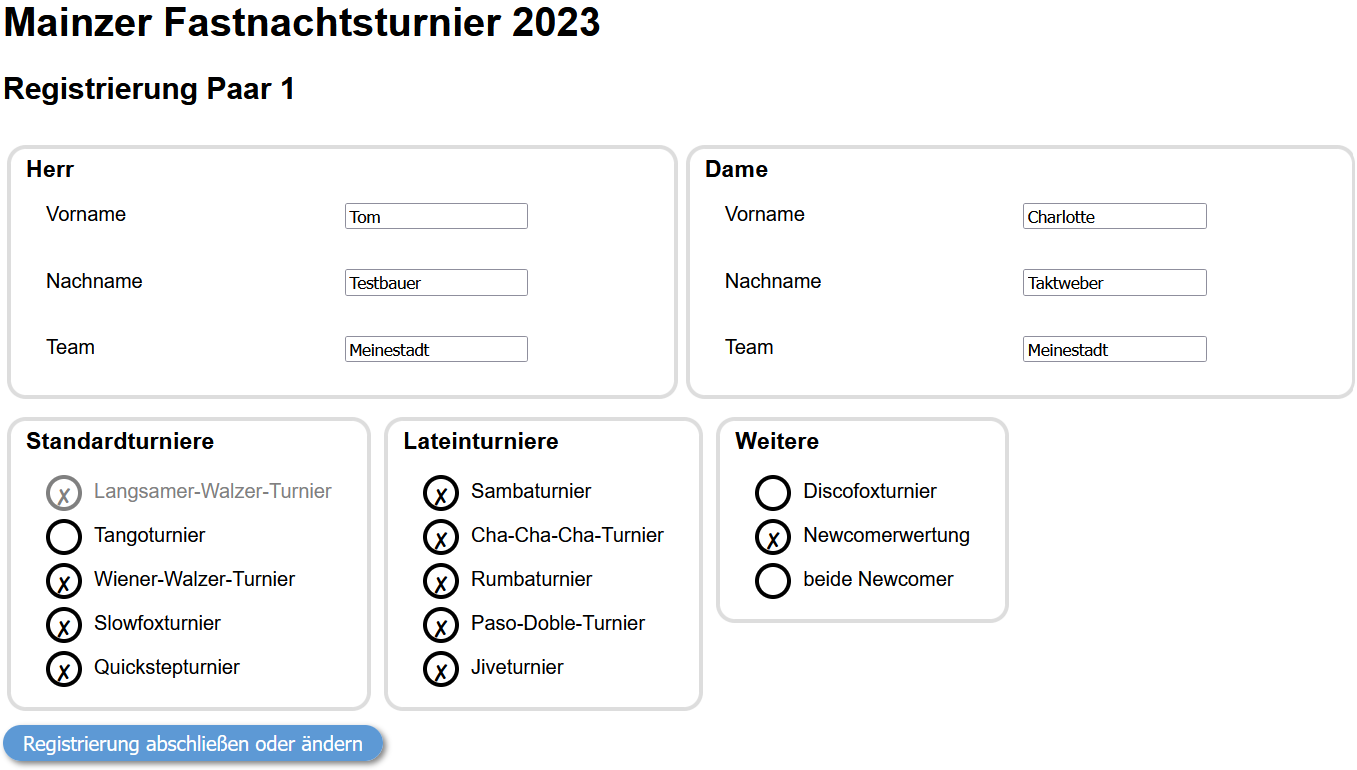 Mainzer Fastnachtsturnier 2023
Registrierung Paar 1
Herr
Vorname Tom
Nachname Testbauer
Team Meinestadt
Dame
Vorname Charlotte
Nachname Taktweber
Team Meinestadt
Standardturniere
x Langsamer-Walzer-Turnier
Tangoturnier
x Wiener-Walzer-Turnier
x Slowfoxturnier
x Quickstepturnier
Lateinturniere
x Sambaturnier
x Cha-Cha-Cha-Turnier
x Rumbaturnier
x Paso-Doble-Turnier
x Jiveturnier
Weitere
Discofoxturnier
x Newcomerwertung
beide Newcomer
Registrierung abschließen oder ändern